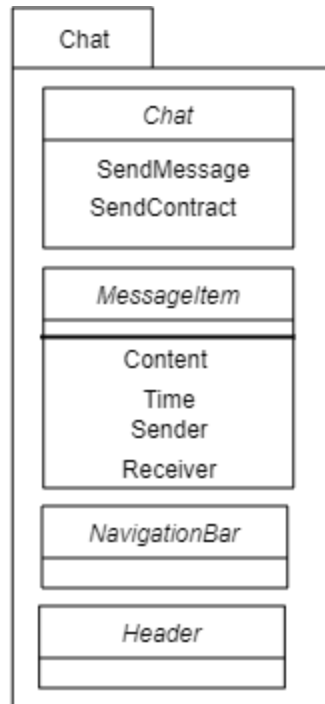 Chat
Chat
SendMessage
SendContract
MessageItem
Content
Time
Sender
Receiver
NavigationBar
Header